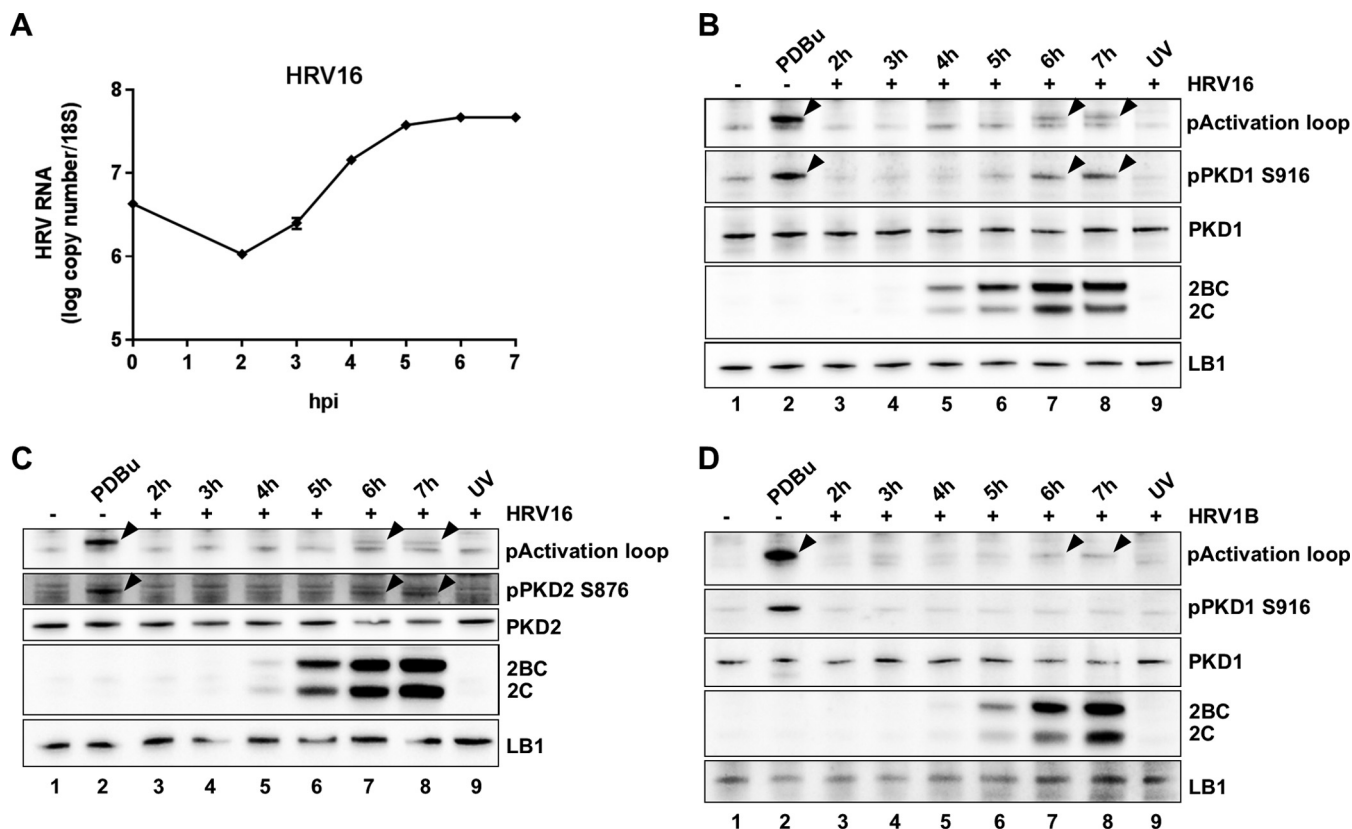 A
HRV16
HRV RNA
(log copy number/18S)
8
7
6
5
0 1 2 3 4 5 6 7
hpi
B
PDBu 2h 3h 4h 5h 6h 7h UV
- - + + + + + + + HRV16
pActivation loop
pPKD1 S916
PKD1
2BC
2C
LB1
1 2 3 4 5 6 7 8 9
C
PDBu 2h 3h 4h 5h 6h 7h UV
- - + + + + + + + HRV16
pActivation loop
pPKD2 S876
PKD2
2BC
2C
LB1
1 2 3 4 5 6 7 8 9
D
PDBu 2h 3h 4h 5h 6h 7h UV
- - + + + + + + + HRV1B
pActivation loop
pPKD1 S916
PKD1
2BC
2C
LB1
1 2 3 4 5 6 7 8 9